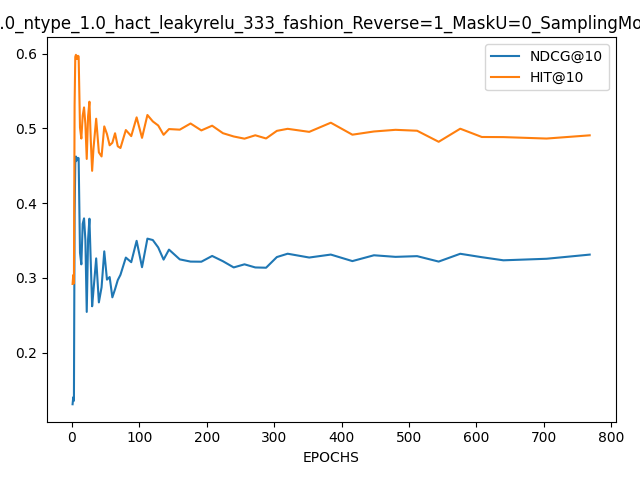 .0_ntype_1.0_hact_leakyrelu_333_fashion_Reverse=1_MaskU=0_SamplingMo
NDCG@10
HIT@10
0.6
0.5
0.4
0.3
0.2
0 100 200 300 400 500 600 700 800
EPOCHS